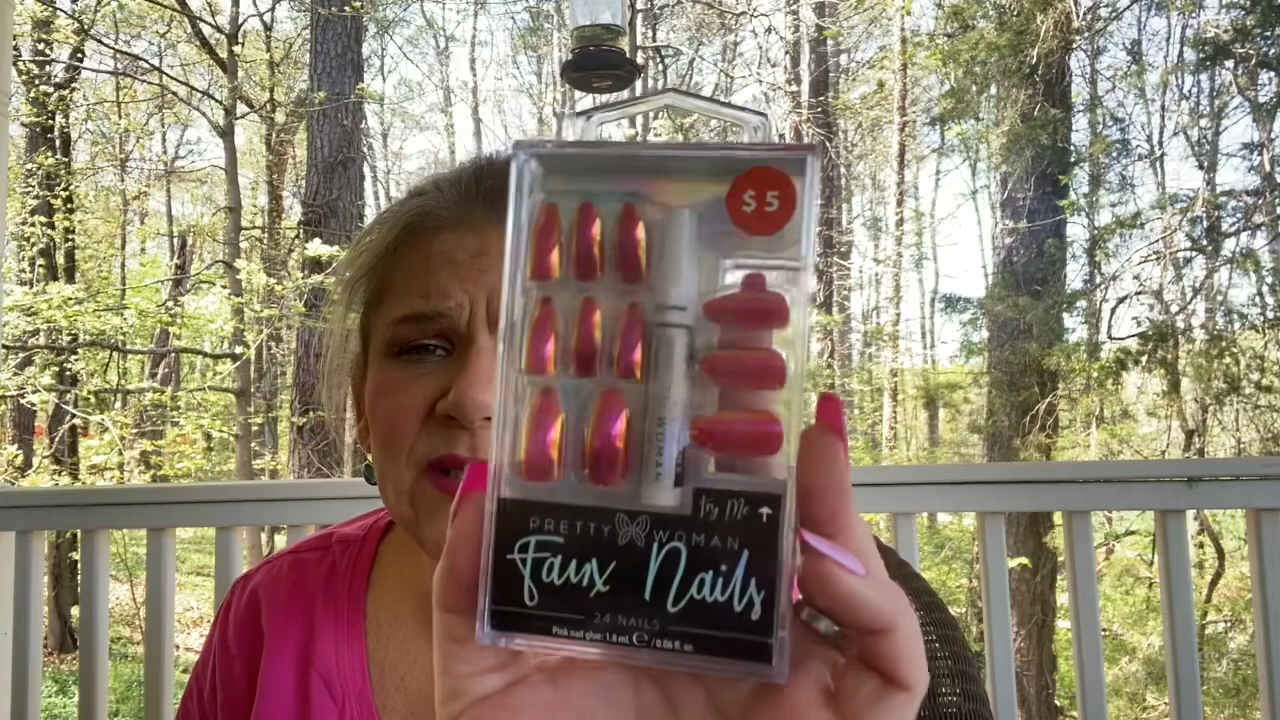 $5
WOMAN
Try Me
PRETTY WOMAN
Faux Nails
24 NAILS
Pink nail glue: 1.8 mL ℮ / 0.06 fl. oz.